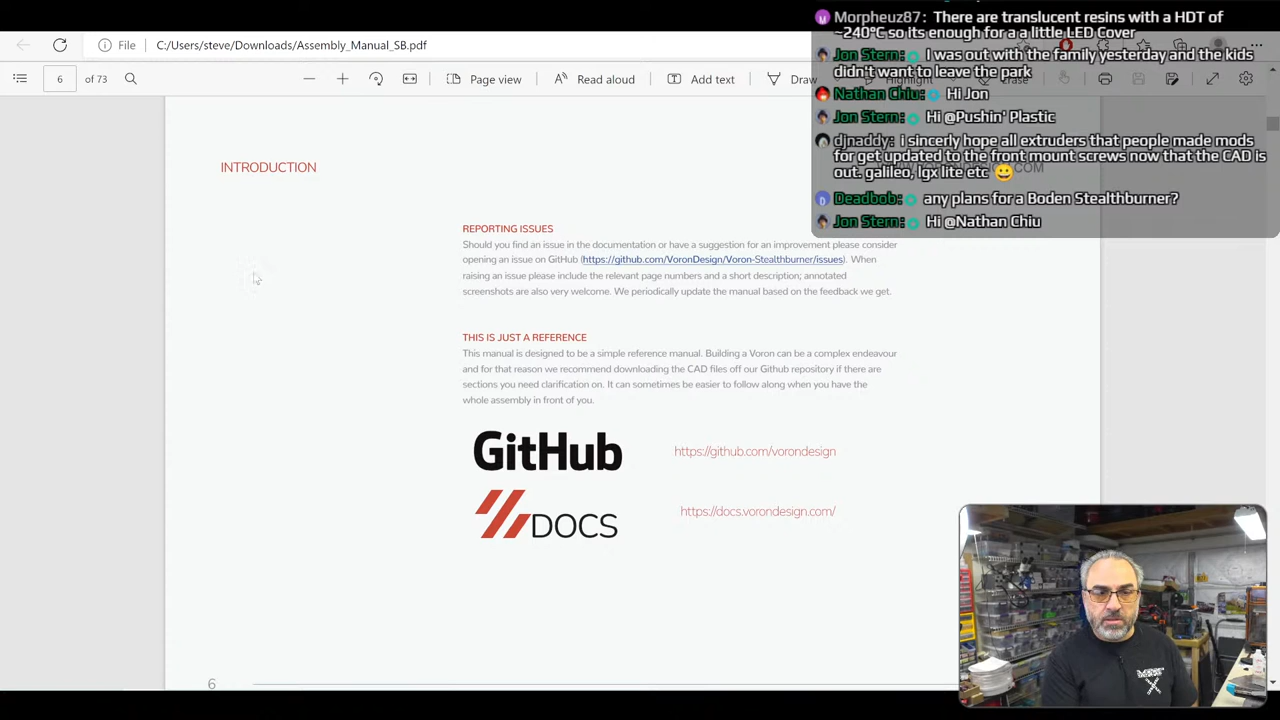 File
C:/Users/steve/Downloads/Assembly_Manual_SB.pdf
6
of 73
Page view
Read aloud
Add text
Draw
Highlight
Erase
Morpheuz87: There are translucent resins with a HDT of
~240°C so its enough for a a little LED Cover
Jon Stern: I was out with the family yesterday and the kids
didn't want to leave the park
Nathan Chiu: Hi Jon
Jon Stern: Hi @Pushin' Plastic
djnaddy: i sincerly hope all extruders that people made mods
for get updated to the front mount screws now that the CAD is
out. galileo, lgx lite etc 😀
Deadbob: any plans for a Boden Stealthburner?
Jon Stern: Hi @Nathan Chiu
INTRODUCTION
REPORTING ISSUES
Should you find an issue in the documentation or have a suggestion for an improvement please consider
opening an issue on GitHub (https://github.com/VoronDesign/Voron-Stealthburner/issues). When
raising an issue please include the relevant page numbers and a short description; annotated
screenshots are also very welcome. We periodically update the manual based on the feedback we get.
THIS IS JUST A REFERENCE
This manual is designed to be a simple reference manual. Building a Voron can be a complex endeavour
and for that reason we recommend downloading the CAD files off our Github repository if there are
sections you need clarification on. It can sometimes be easier to follow along when you have the
whole assembly in front of you.
GitHub
https://github.com/vorondesign
DOCS
https://docs.vorondesign.com/
6